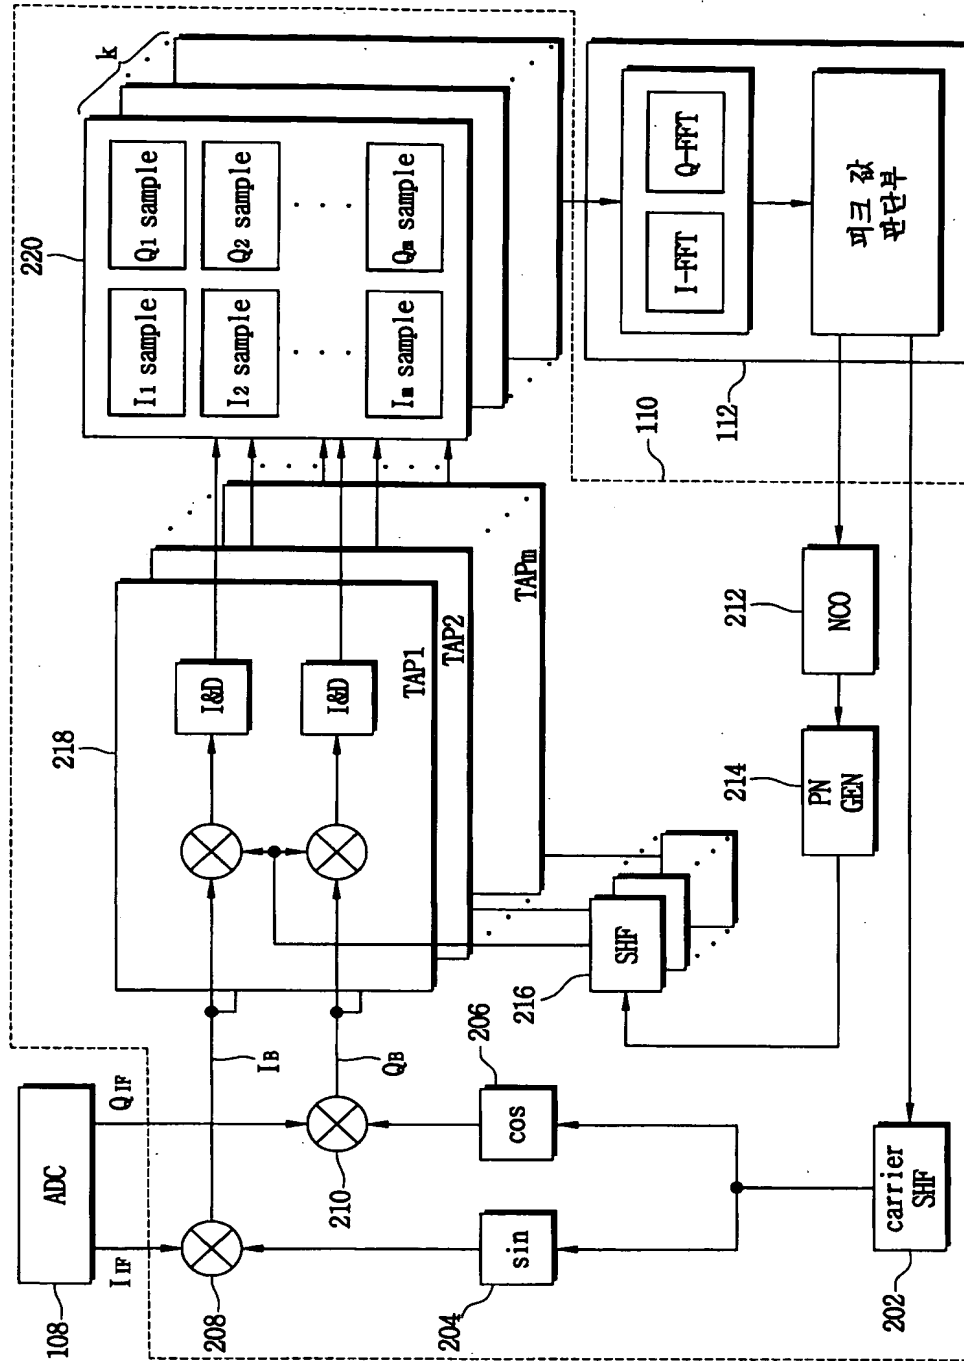 ADC
108
I IF
Q IF
208
210
IB
QB
sin
204
cos
206
carrier
SHF
202
218
I&D
I&D
TAP1
TAP2
TAPm
SHF
216
PN
GEN
214
NCO
212
220
k
I1 sample
Q1 sample
I2 sample
Q2 sample
Im sample
Qm sample
110
112
I-FFT
Q-FFT
피크 값
판단부